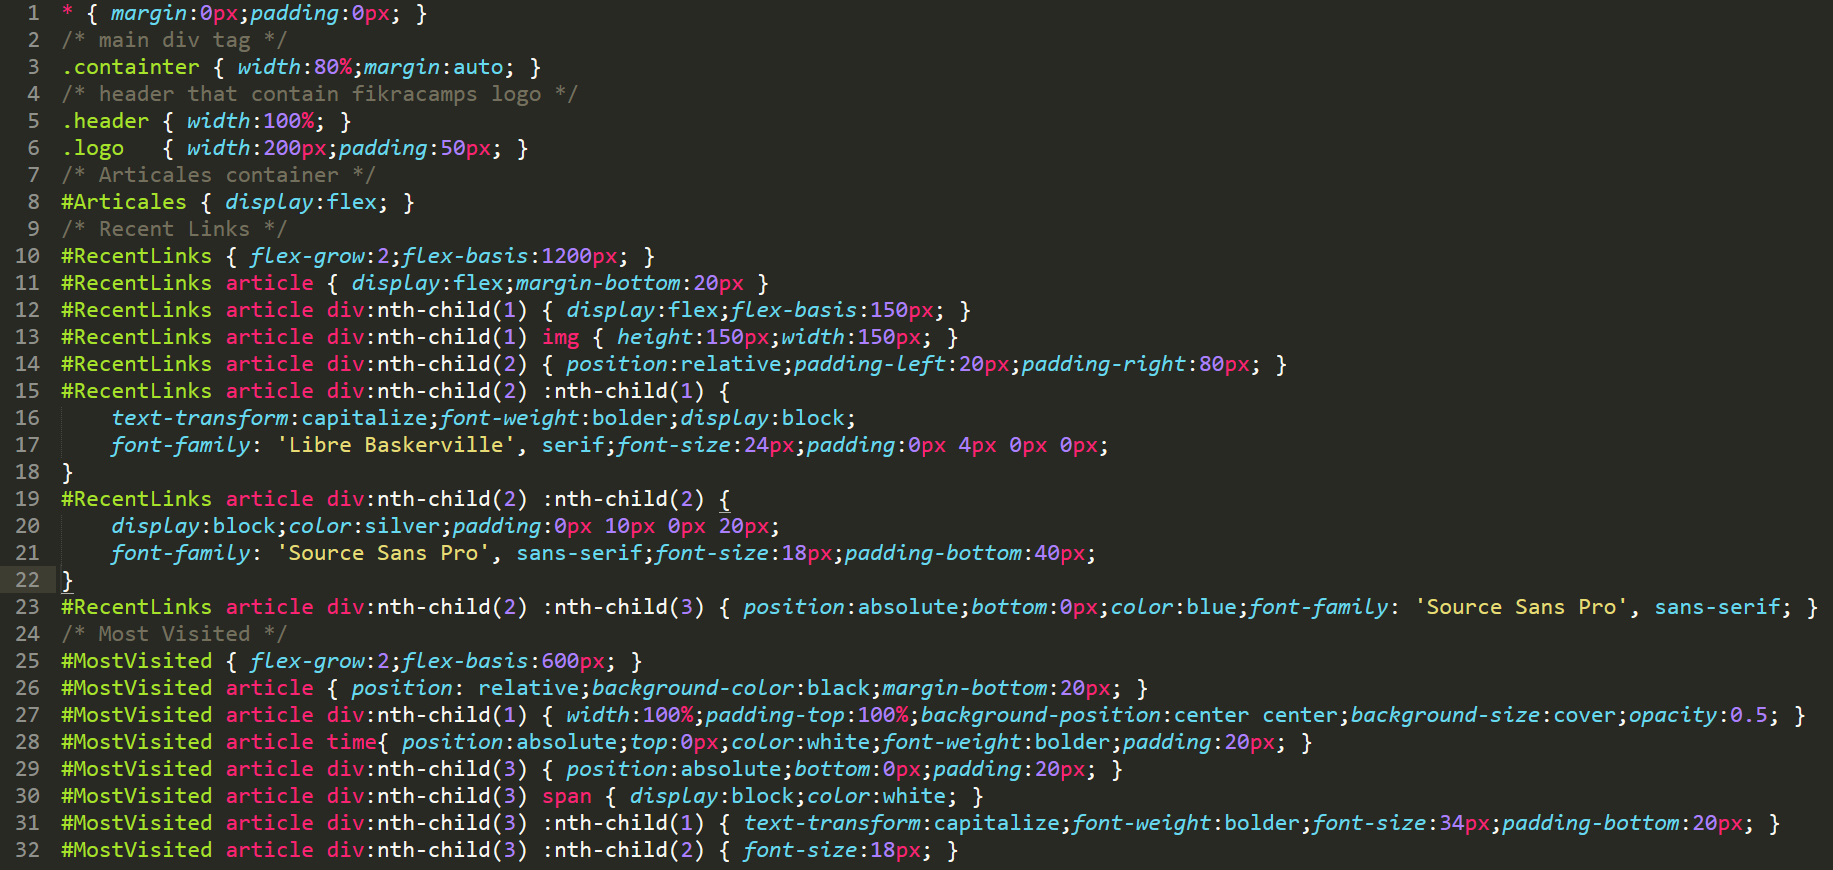 1 * { margin:0px;padding:0px; }
2 /* main div tag */
3 .containter { width:80%;margin:auto; }
4 /* header that contain fikracamps logo */
5 .header { width:100%; }
6 .logo   { width:200px;padding:50px; }
7 /* Articales container */
8 #Articales { display:flex; }
9 /* Recent Links */
10 #RecentLinks { flex-grow:2;flex-basis:1200px; }
11 #RecentLinks article { display:flex;margin-bottom:20px }
12 #RecentLinks article div:nth-child(1) { display:flex;flex-basis:150px; }
13 #RecentLinks article div:nth-child(1) img { height:150px;width:150px; }
14 #RecentLinks article div:nth-child(2) { position:relative;padding-left:20px;padding-right:80px; }
15 #RecentLinks article div:nth-child(2) :nth-child(1) {
16     text-transform:capitalize;font-weight:bolder;display:block;
17     font-family: 'Libre Baskerville', serif;font-size:24px;padding:0px 4px 0px 0px;
18 }
19 #RecentLinks article div:nth-child(2) :nth-child(2) {
20     display:block;color:silver;padding:0px 10px 0px 20px;
21     font-family: 'Source Sans Pro', sans-serif;font-size:18px;padding-bottom:40px;
22 }
23 #RecentLinks article div:nth-child(2) :nth-child(3) { position:absolute;bottom:0px;color:blue;font-family: 'Source Sans Pro', sans-serif; }
24 /* Most Visited */
25 #MostVisited { flex-grow:2;flex-basis:600px; }
26 #MostVisited article { position: relative;background-color:black;margin-bottom:20px; }
27 #MostVisited article div:nth-child(1) { width:100%;padding-top:100%;background-position:center center;background-size:cover;opacity:0.5; }
28 #MostVisited article time{ position:absolute;top:0px;color:white;font-weight:bolder;padding:20px; }
29 #MostVisited article div:nth-child(3) { position:absolute;bottom:0px;padding:20px; }
30 #MostVisited article div:nth-child(3) span { display:block;color:white; }
31 #MostVisited article div:nth-child(3) :nth-child(1) { text-transform:capitalize;font-weight:bolder;font-size:34px;padding-bottom:20px; }
32 #MostVisited article div:nth-child(3) :nth-child(2) { font-size:18px; }